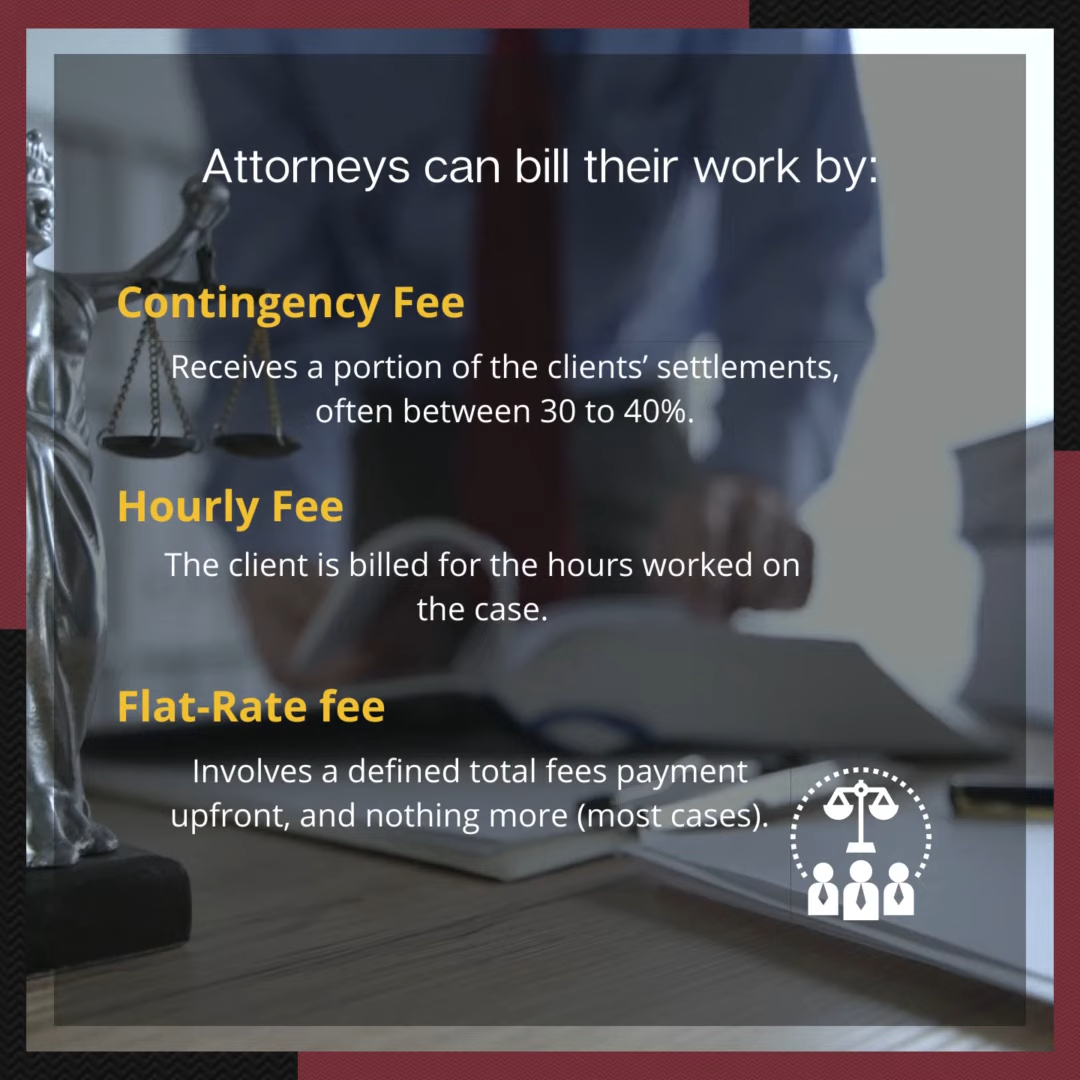 Attorneys can bill their work by:
Contingency Fee
Receives a portion of the clients’ settlements,
often between 30 to 40%.
Hourly Fee
The client is billed for the hours worked on
the case.
Flat-Rate fee
Involves a defined total fees payment
upfront, and nothing more (most cases).